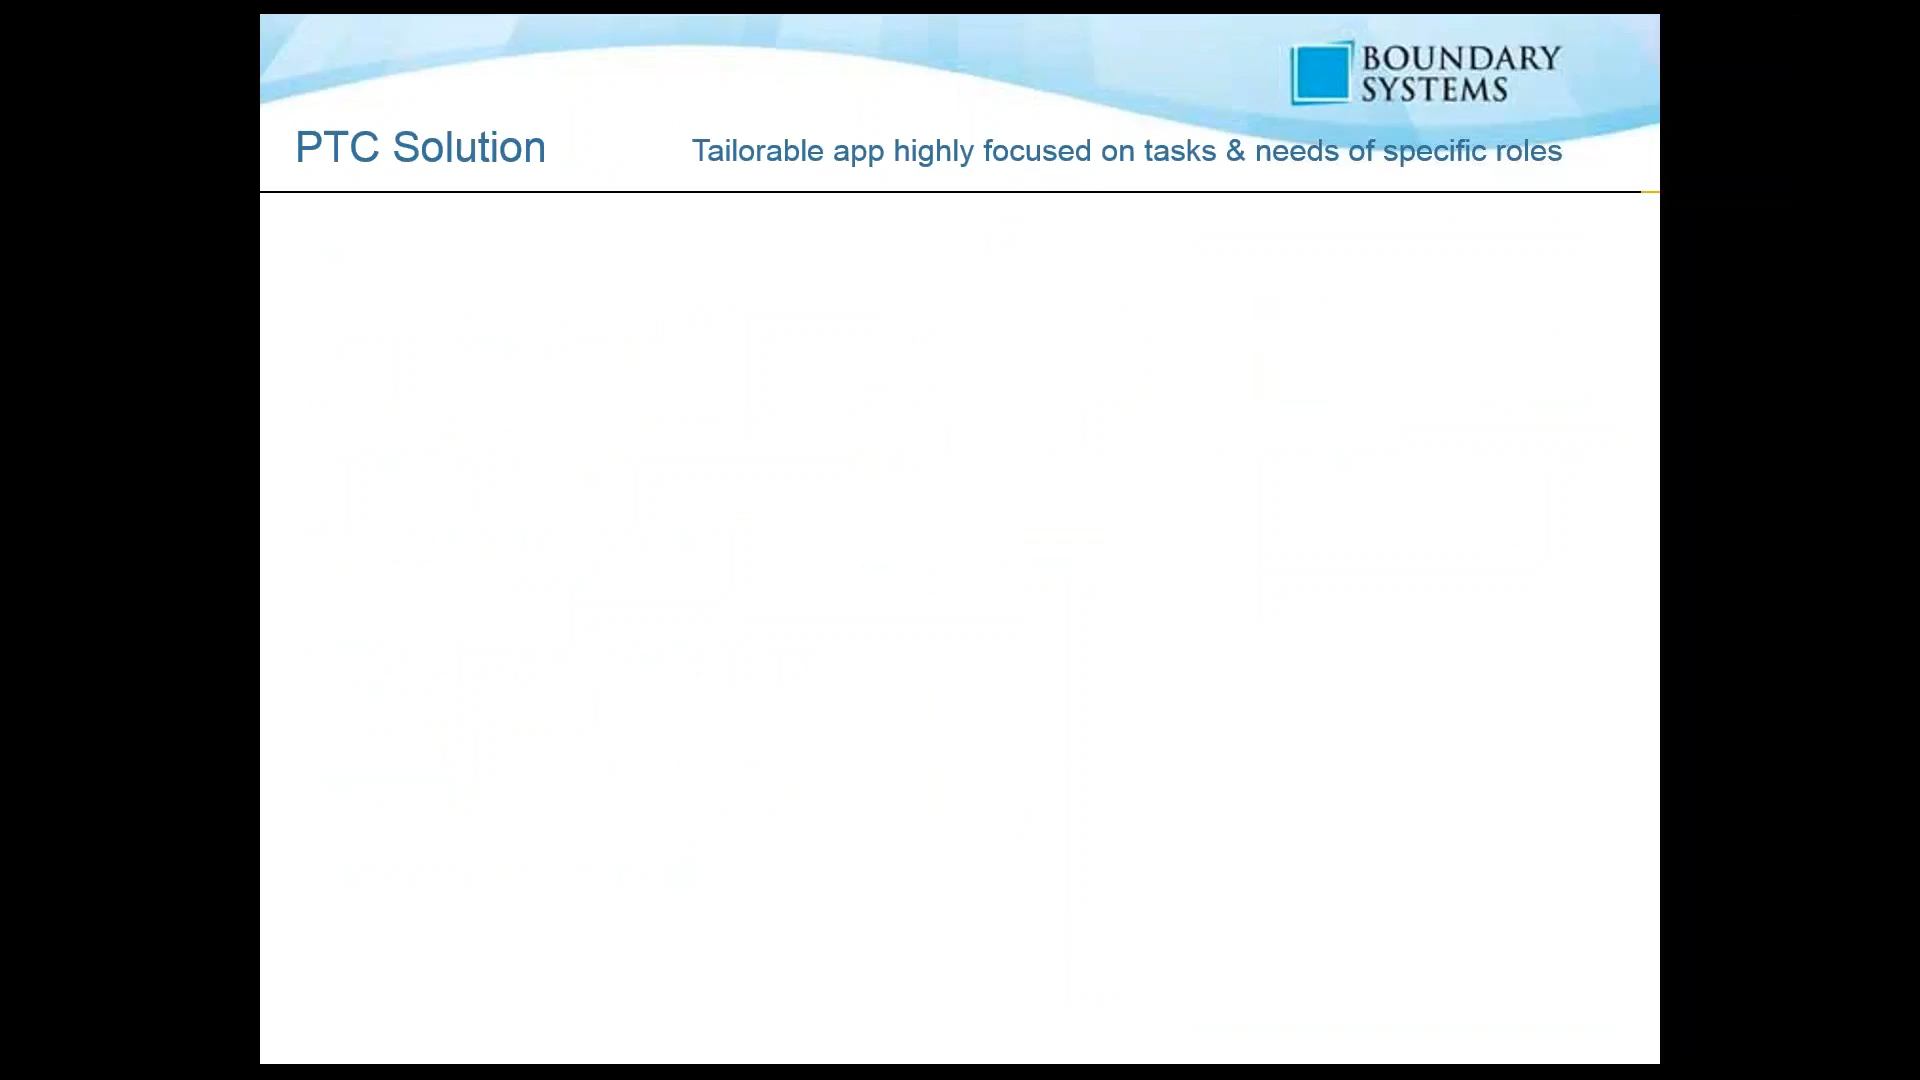 BOUNDARY
SYSTEMS
PTC Solution
Tailorable app highly focused on tasks & needs of specific roles